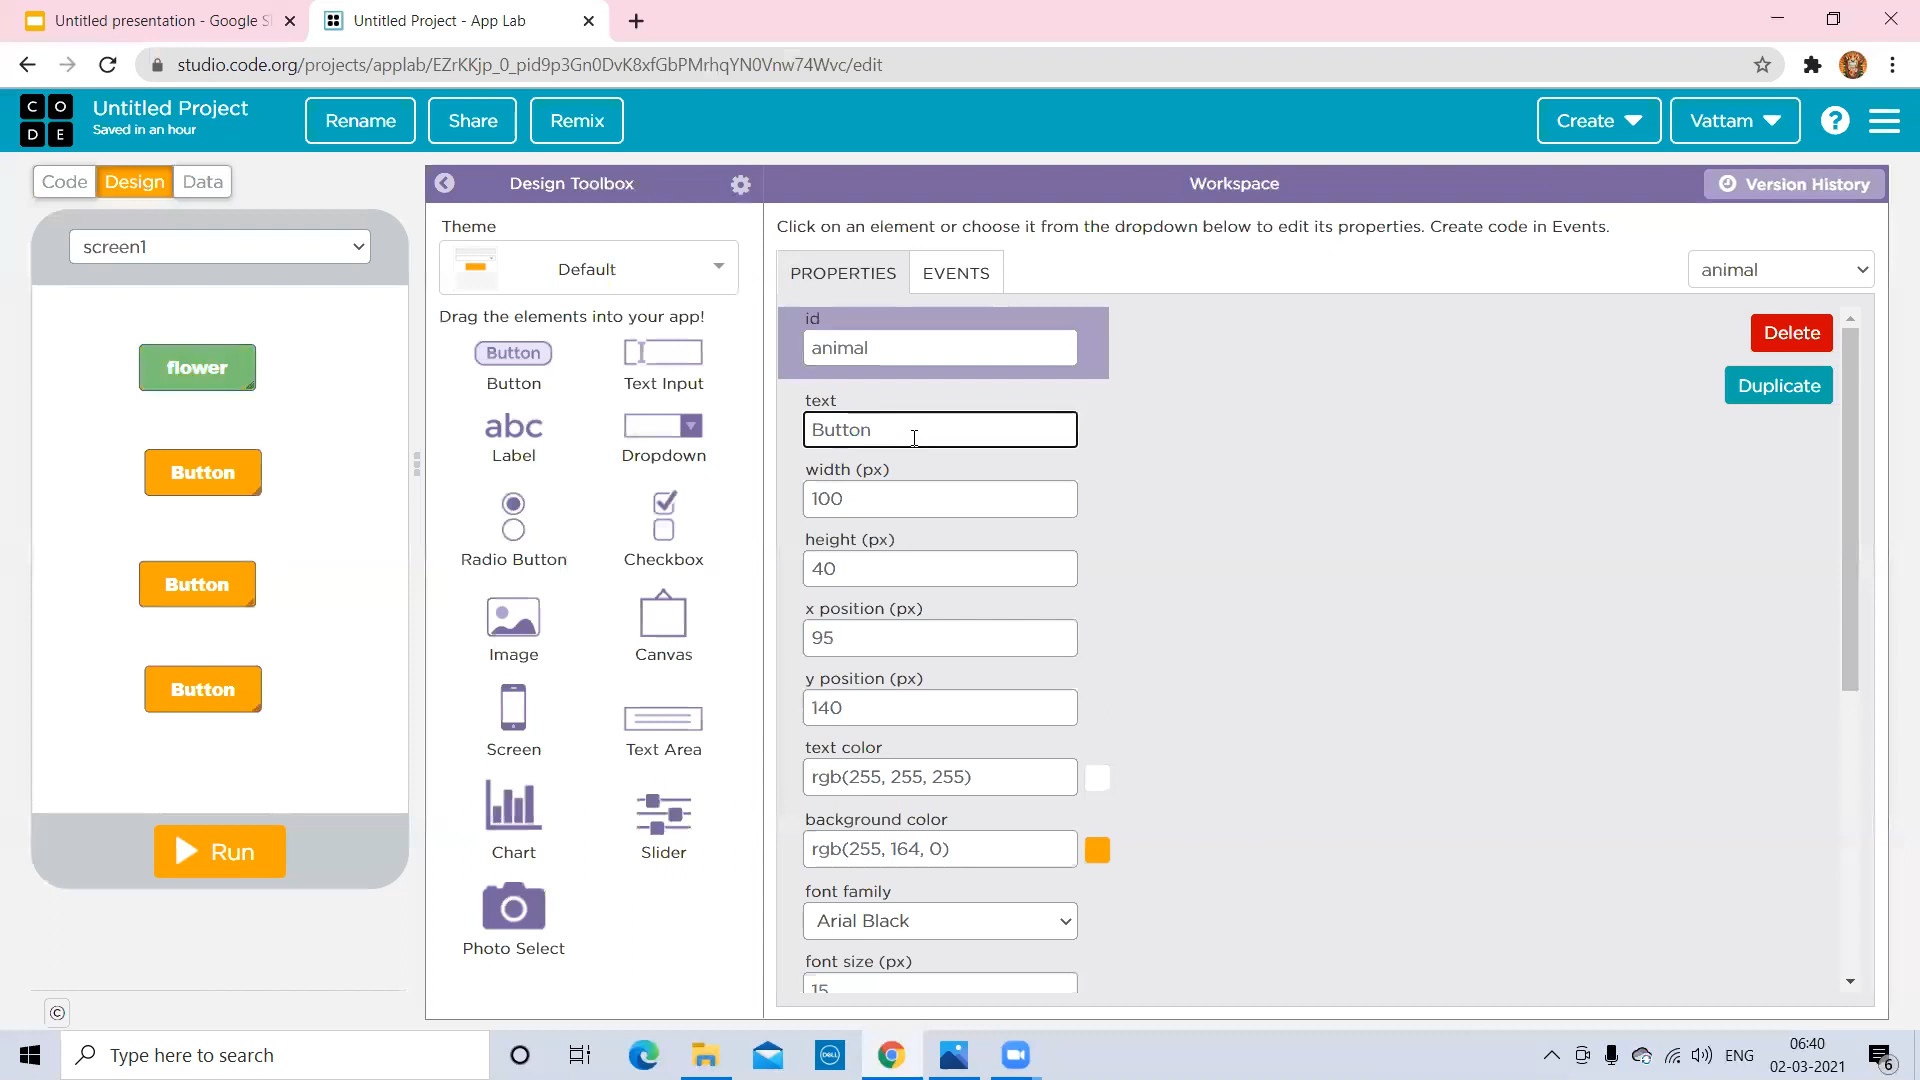 Untitled presentation - Google S
Untitled Project - App Lab
studio.code.org/projects/applab/EZrKKjp_0_pid9p3Gn0DvK8xfGbPMrhqYN0Vnw74Wvc/edit
C O
D E
Untitled Project
Saved in an hour
Rename
Share
Remix
Create
Vattam
?
Code
Design
Data
screen1
flower
Button
Button
Button
Run
©
Design Toolbox
Theme
Default
Drag the elements into your app!
Button
Button
Text Input
abc
Label
Dropdown
Radio Button
Checkbox
Image
Canvas
Screen
Text Area
Chart
Slider
Photo Select
Workspace
Version History
Click on an element or choose it from the dropdown below to edit its properties. Create code in Events.
PROPERTIES
EVENTS
animal
id
animal
Delete
Duplicate
text
Button
width (px)
100
height (px)
40
x position (px)
95
y position (px)
140
text color
rgb(255, 255, 255)
background color
rgb(255, 164, 0)
font family
Arial Black
font size (px)
15
Type here to search
DELL
ENG
06:40
02-03-2021
6